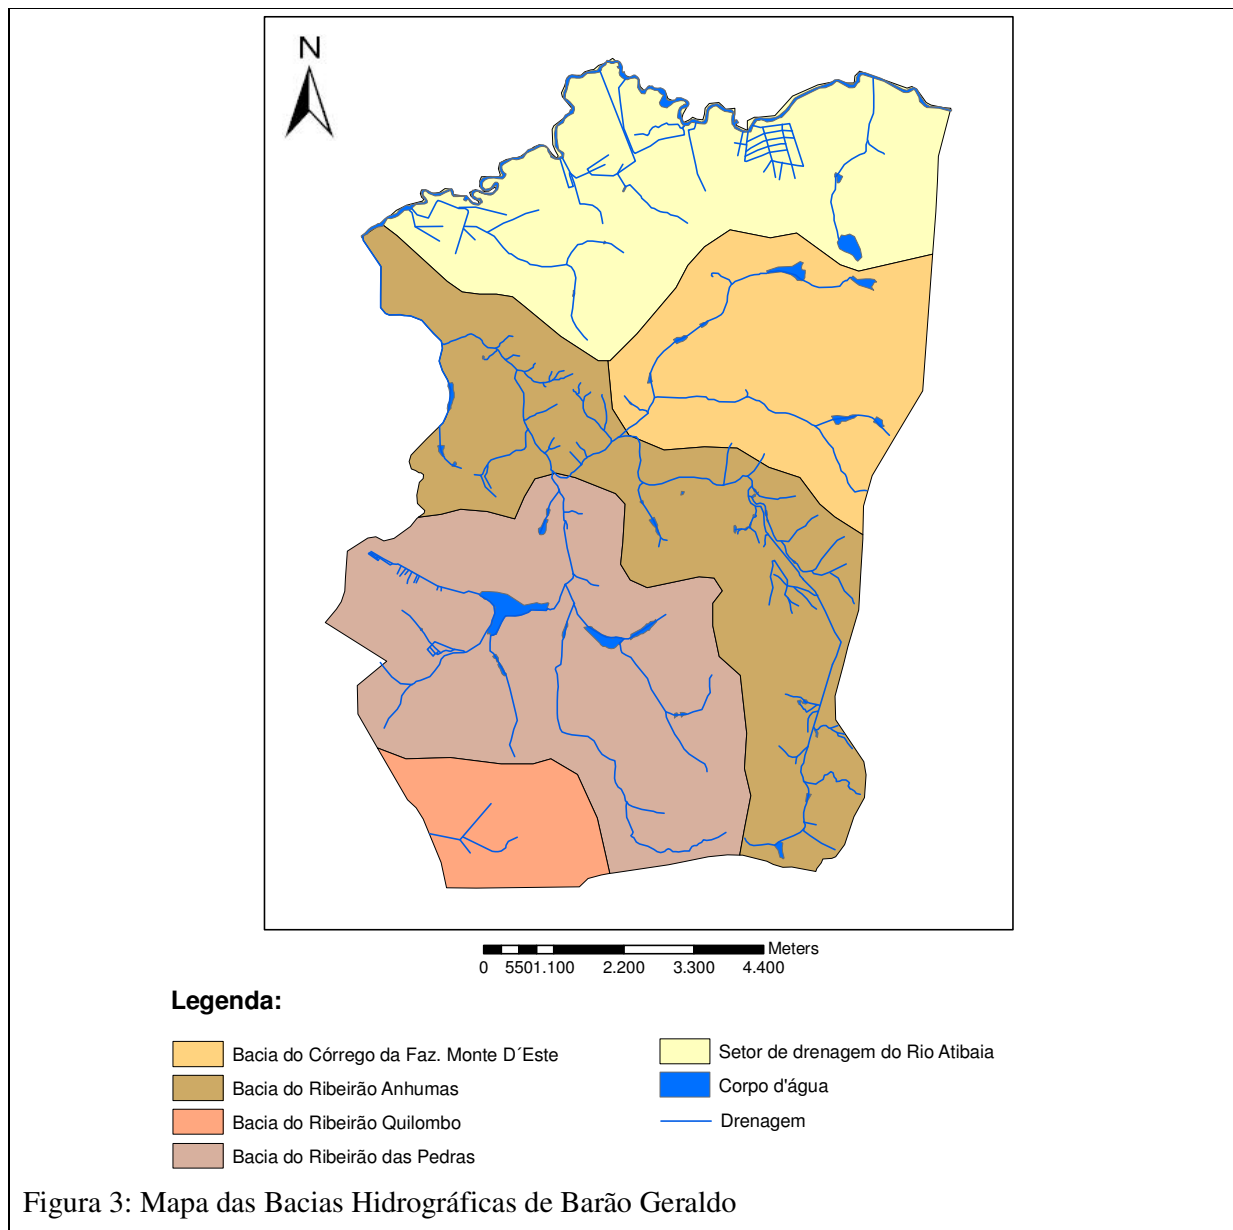 N
Meters
0 5501.100 2.200 3.300 4.400
Legenda:
Bacia do Córrego da Faz. Monte D´Este
Bacia do Ribeirão Anhumas
Bacia do Ribeirão Quilombo
Bacia do Ribeirão das Pedras
Setor de drenagem do Rio Atibaia
Corpo d'água
Drenagem
Figura 3: Mapa das Bacias Hidrográficas de Barão Geraldo